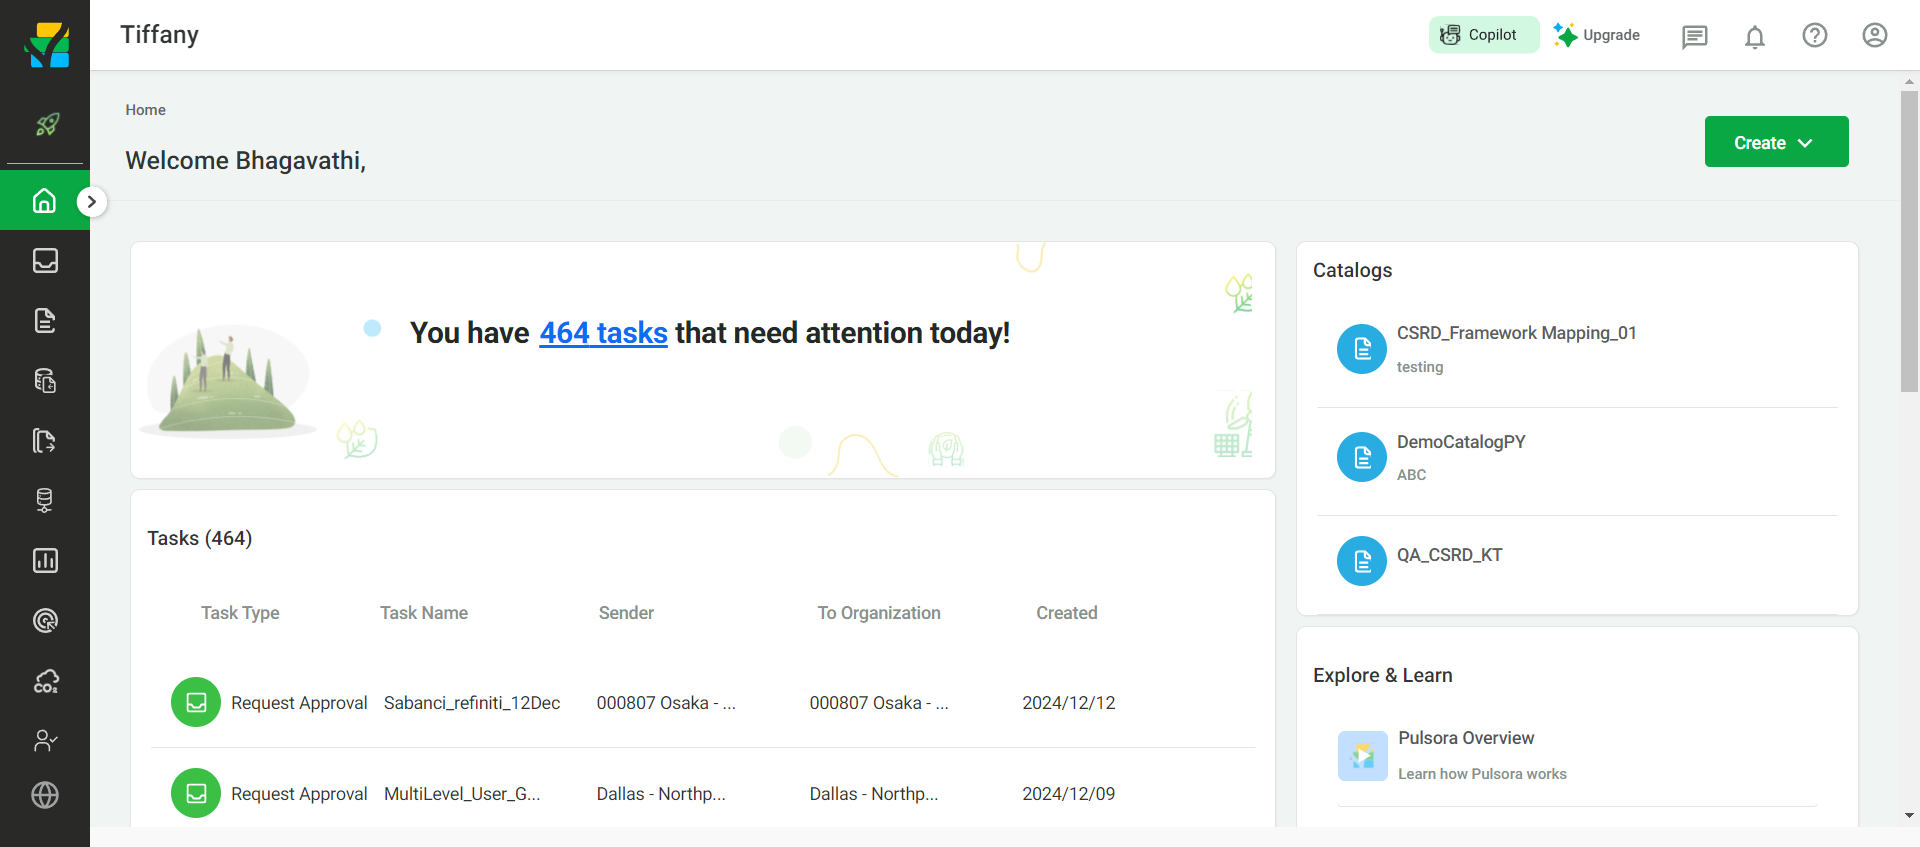 Tiffany
Copilot
Upgrade
Home
Welcome Bhagavathi,
Create
You have 464 tasks that need attention today!
Tasks (464)
Task Type Task Name Sender To Organization Created
Request Approval Sabanci_refiniti_12Dec 000807 Osaka - ... 000807 Osaka - ... 2024/12/12
Request Approval MultiLevel_User_G... Dallas - Northp... Dallas - Northp... 2024/12/09
Catalogs
CSRD_Framework Mapping_01
testing
DemoCatalogPY
ABC
QA_CSRD_KT
Explore & Learn
Pulsora Overview
Learn how Pulsora works
CO₂